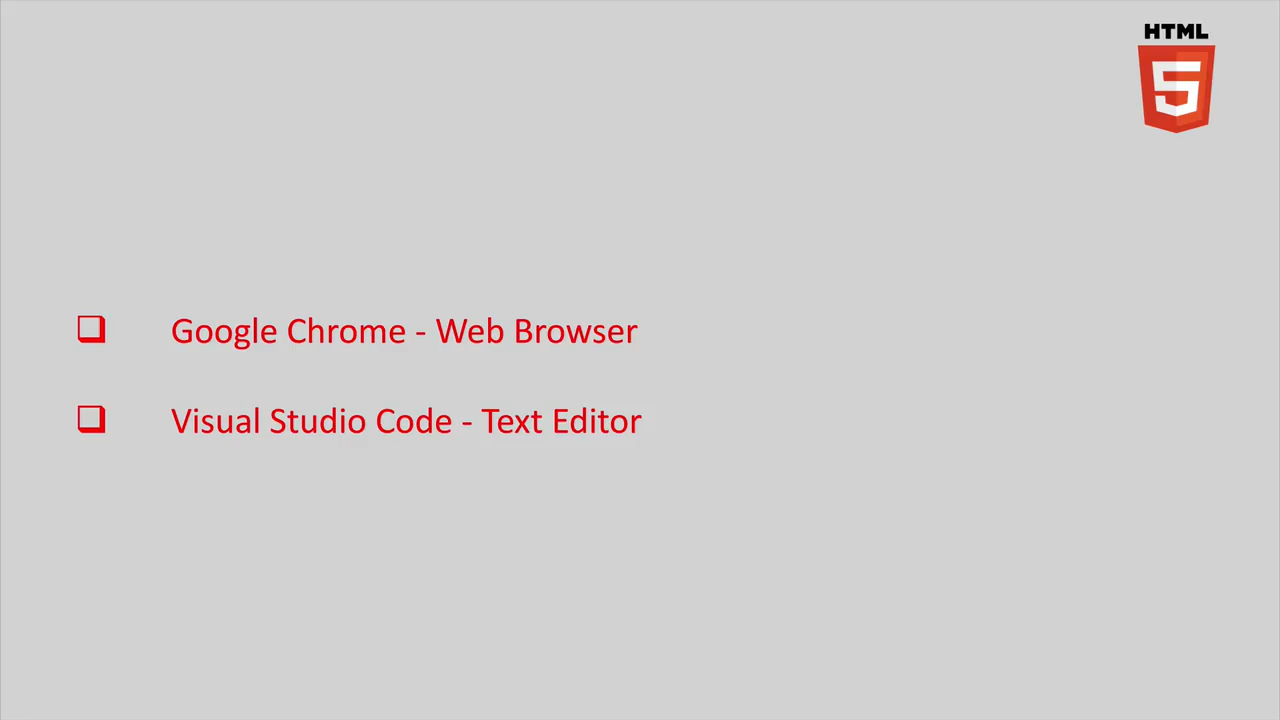 HTML
5
❑ Google Chrome - Web Browser
❑ Visual Studio Code - Text Editor